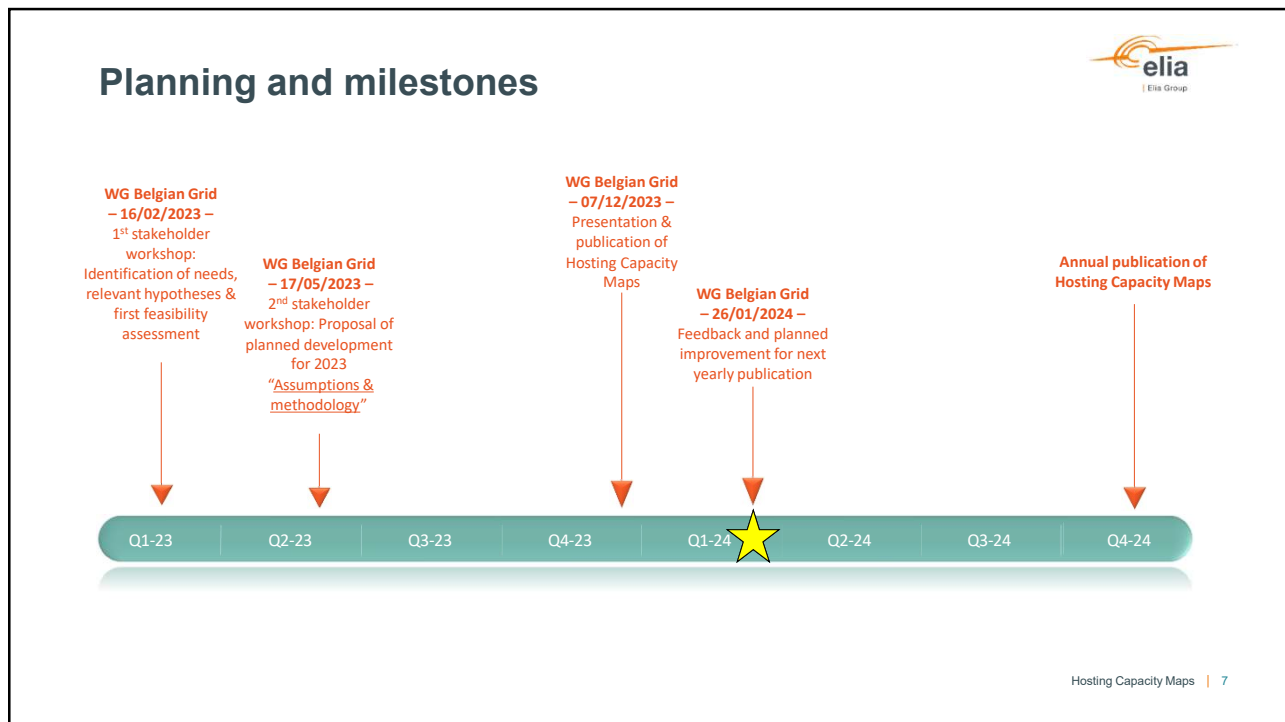 Planning and milestones
elia
| Elia Group
WG Belgian Grid
– 16/02/2023 –
1st stakeholder
workshop:
Identification of needs,
relevant hypotheses &
first feasibility
assessment
WG Belgian Grid
– 17/05/2023 –
2nd stakeholder
workshop: Proposal of
planned development
for 2023
“Assumptions &
methodology”
WG Belgian Grid
– 07/12/2023 –
Presentation &
publication of
Hosting Capacity
Maps
WG Belgian Grid
– 26/01/2024 –
Feedback and planned
improvement for next
yearly publication
Annual publication of
Hosting Capacity Maps
Q1-23 Q2-23 Q3-23 Q4-23 Q1-24 Q2-24 Q3-24 Q4-24
Hosting Capacity Maps | 7